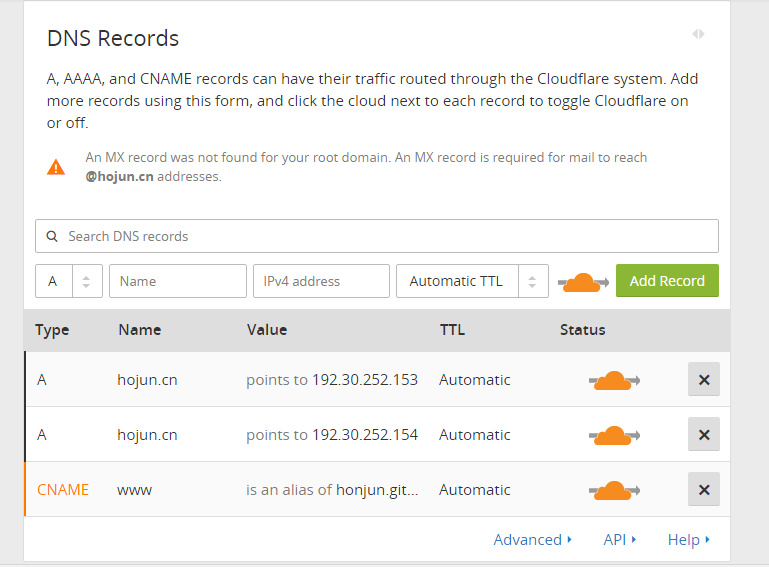 DNS Records
A, AAAA, and CNAME records can have their traffic routed through the Cloudflare system. Add
more records using this form, and click the cloud next to each record to toggle Cloudflare on
or off.
An MX record was not found for your root domain. An MX record is required for mail to reach
@hojun.cn addresses.
Search DNS records
A Name IPv4 address Automatic TTL Add Record
Type Name Value TTL Status
A hojun.cn points to 192.30.252.153 Automatic
A hojun.cn points to 192.30.252.154 Automatic
CNAME www is an alias of honjun.git... Automatic
Advanced API Help